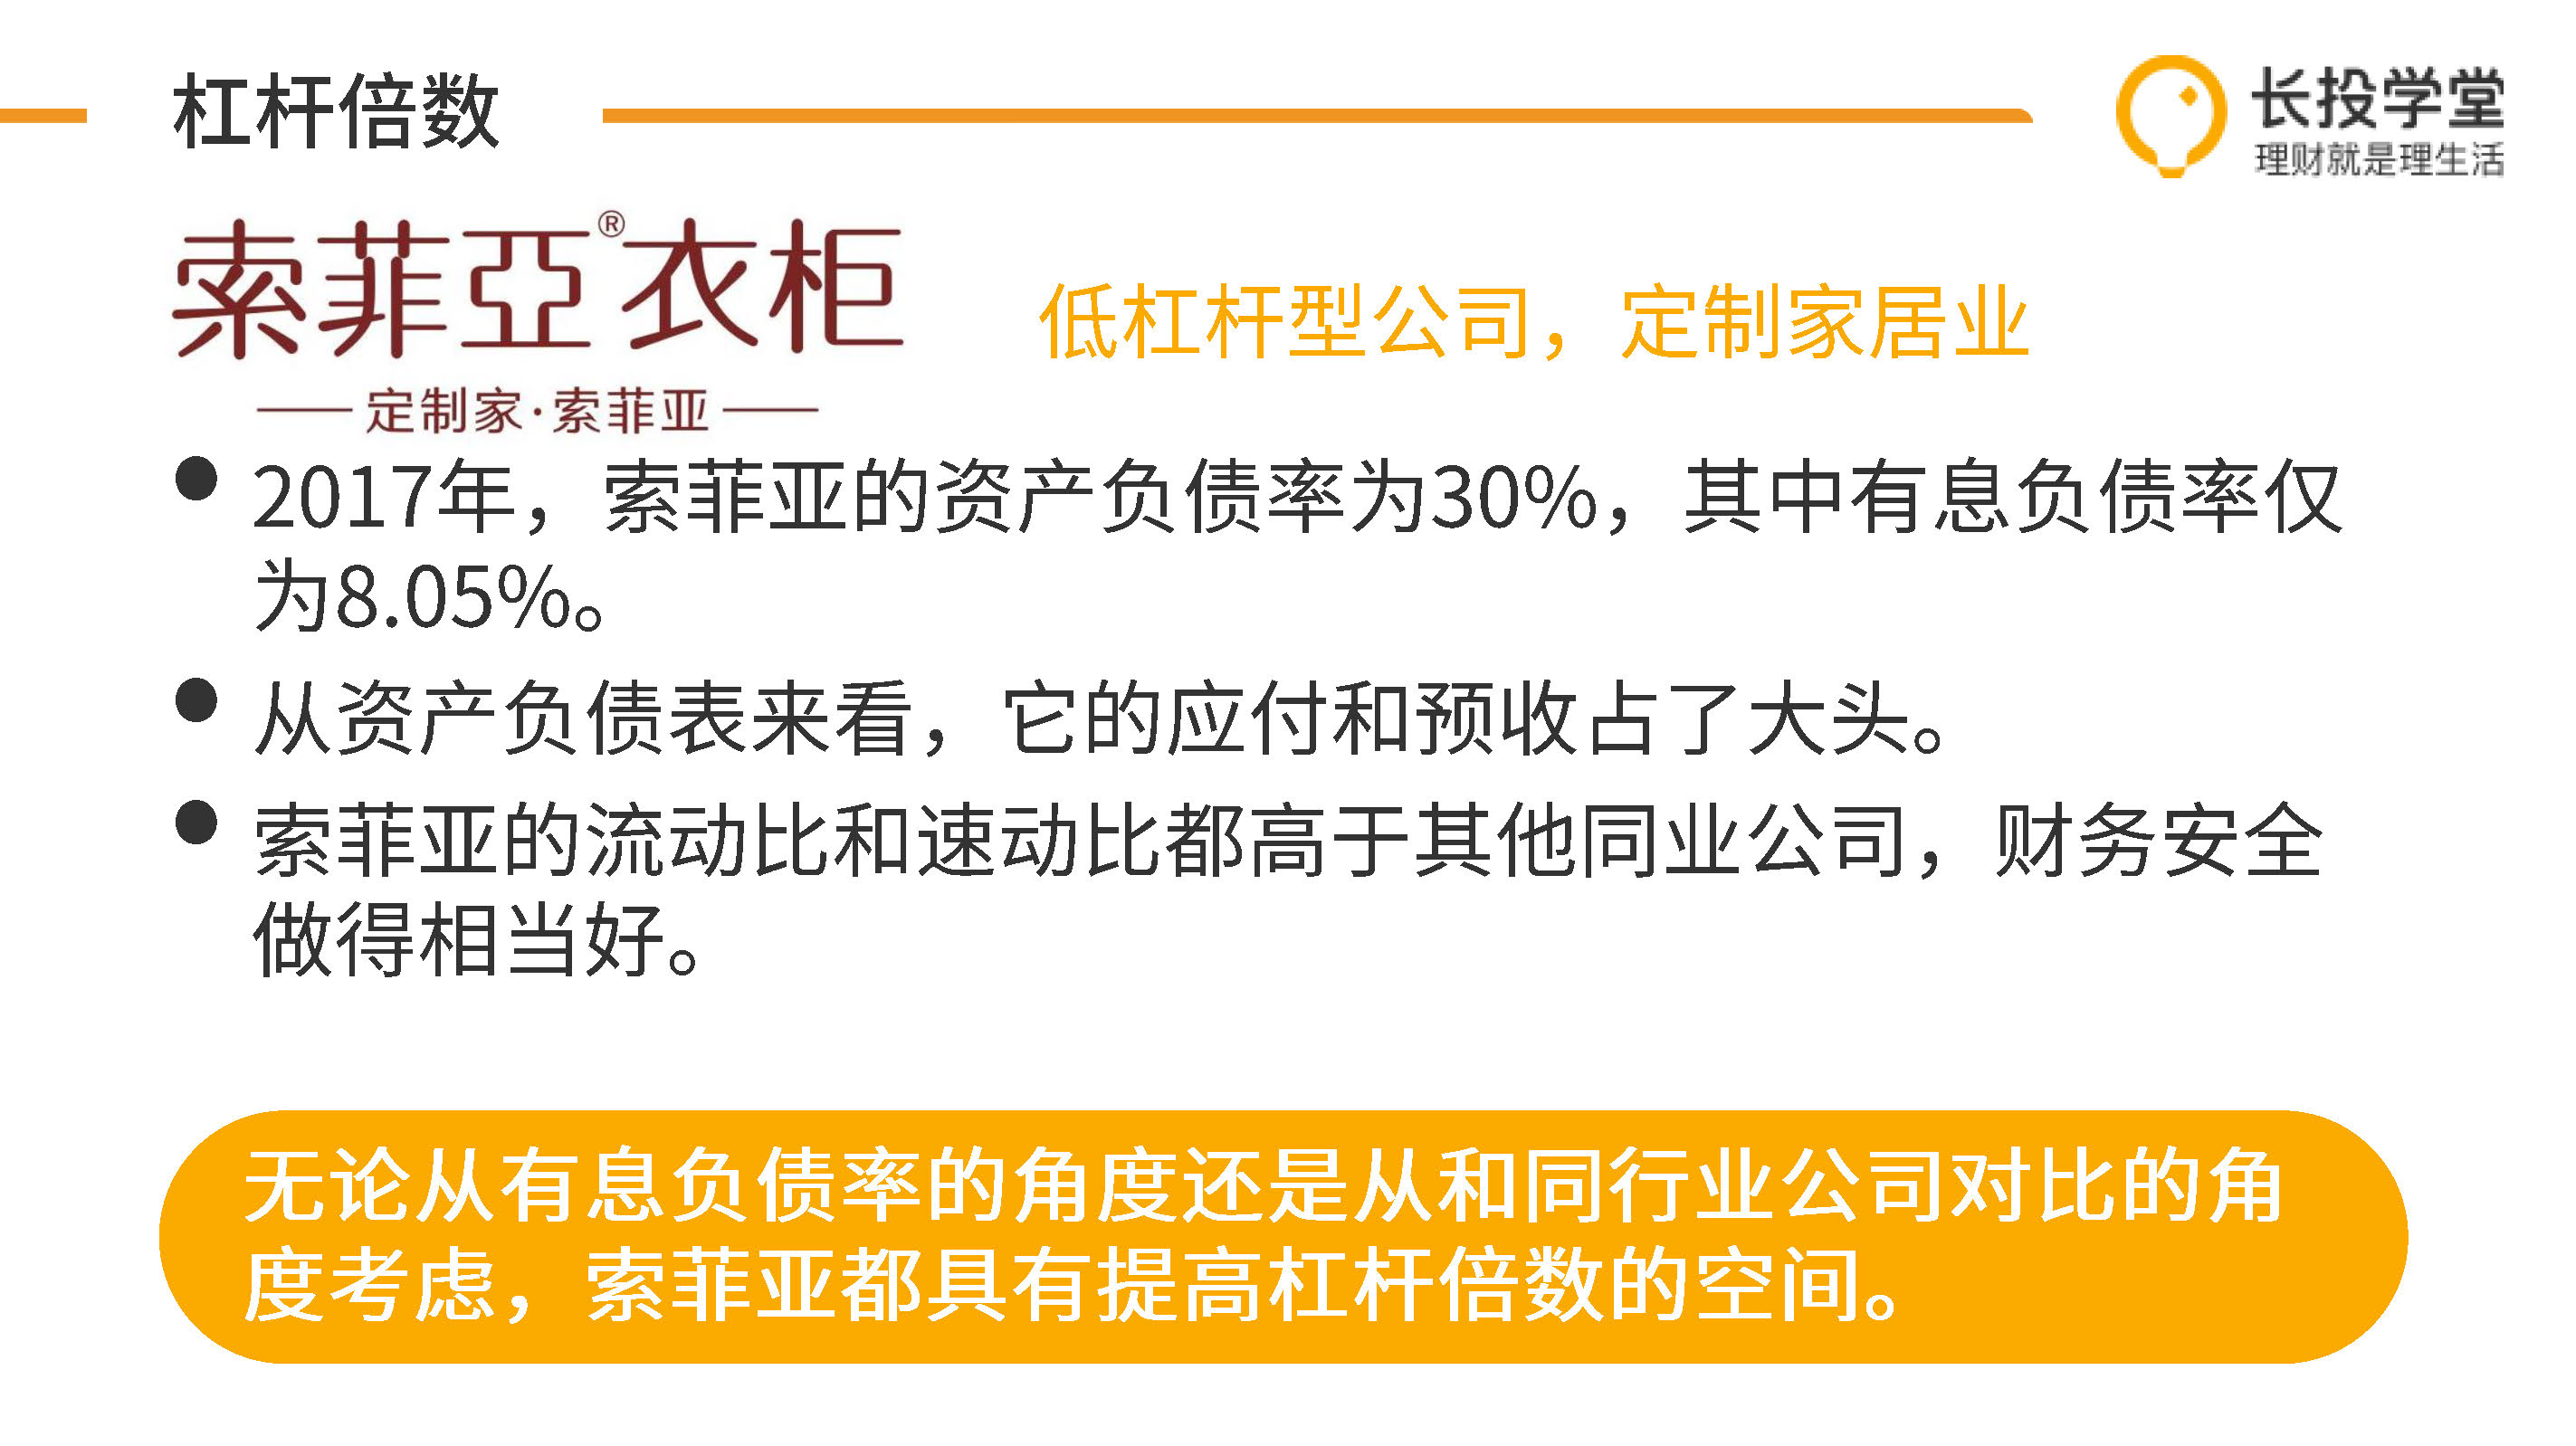 杠杆倍数
长投学堂
理财就是理生活
索菲亞®衣柜
低杠杆型公司，定制家居业
定制家·索菲亚
● 2017年，索菲亚的资产负债率为30%，其中有息负债率仅
为8.05%。
● 从资产负债表来看，它的应付和预收占了大头。
● 索菲亚的流动比和速动比都高于其他同业公司，财务安全
做得相当好。
无论从有息负债率的角度还是从和同行业公司对比的角
度考虑，索菲亚都具有提高杠杆倍数的空间。